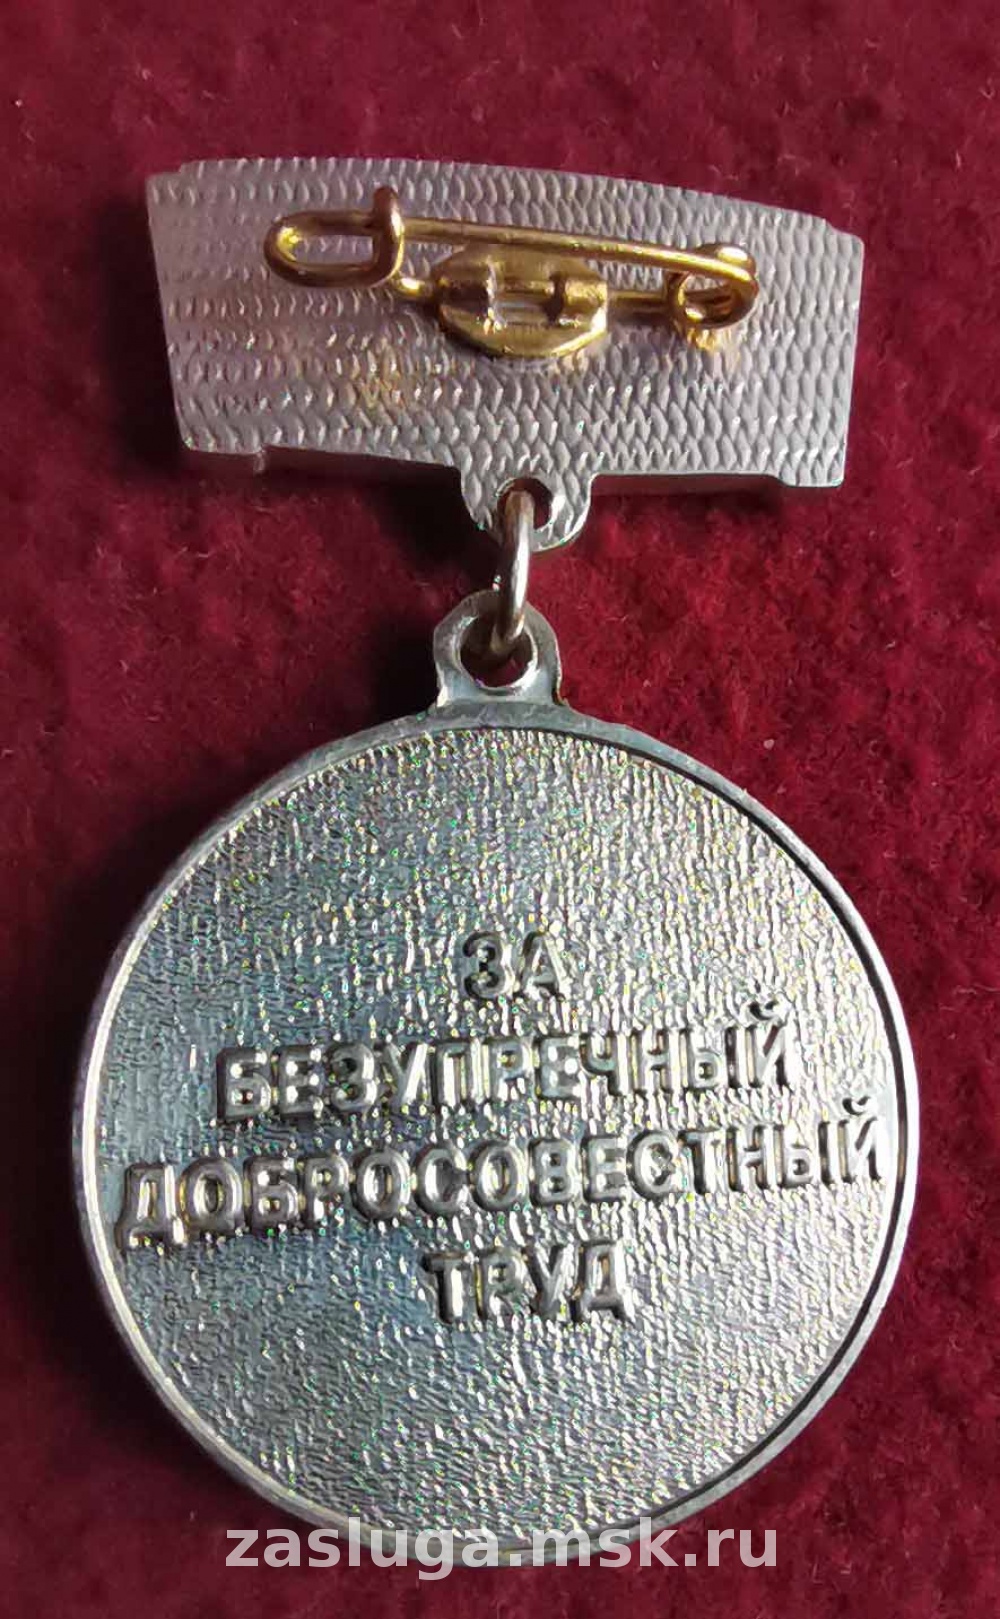 ЗА
БЕЗУПРЕЧНЫЙ
ДОБРОСОВЕСТНЫЙ
ТРУД
zasluga.msk.ru